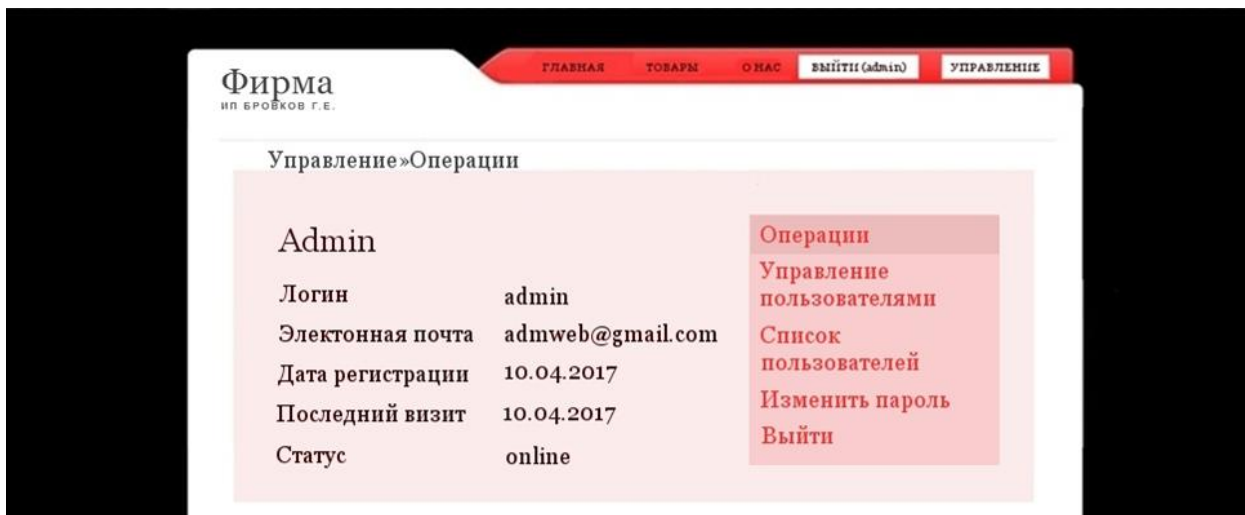 Фирма
ИП БРОВКОВ Г.Е.
ГЛАВНАЯ ТОВАРЫ О НАС ВЫЙТИ (admin) УПРАВЛЕНИЕ
Управление»Операции
Admin
Логин admin
Электонная почта admweb@gmail.com
Дата регистрации 10.04.2017
Последний визит 10.04.2017
Статус online
Операции
Управление
пользователями
Список
пользователей
Изменить пароль
Выйти